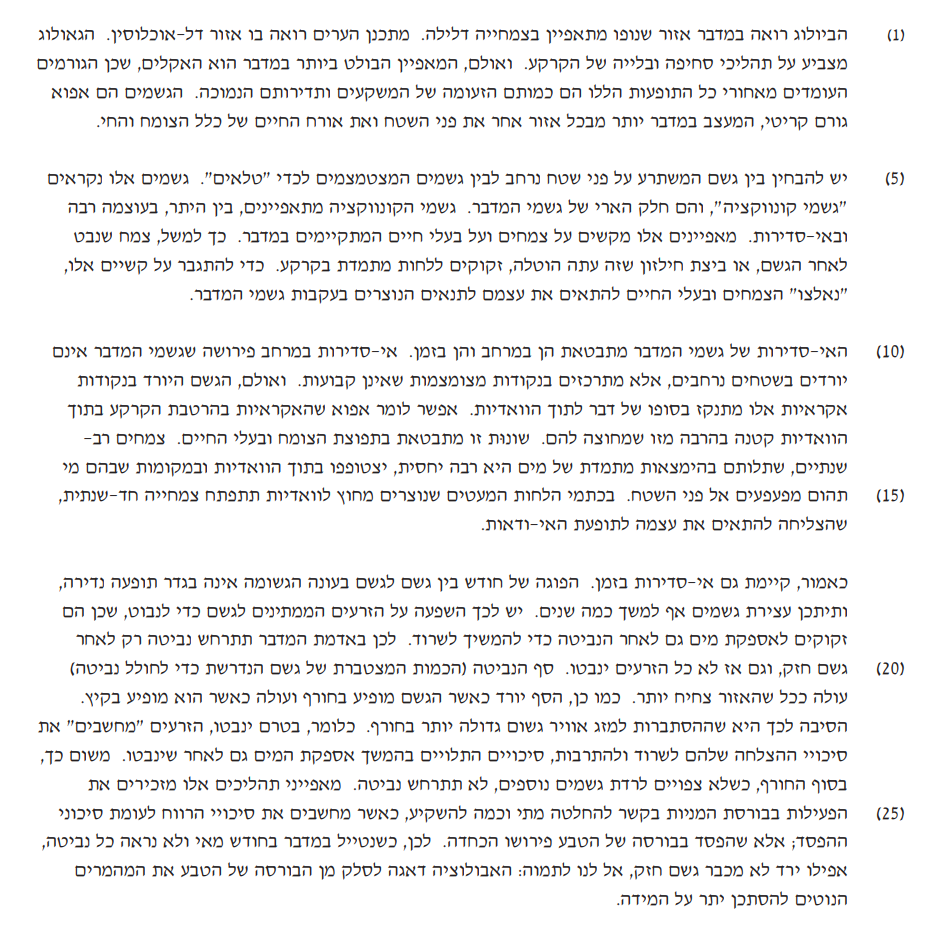 (1) הביולוג רואה במדבר אזור שנופו מתאפיין בצמחייה דלילה. מתכנן הערים רואה בו אזור דל-אוכלוסין. הגאולוג
מצביע על תהליכי סחיפה ובלייה של הקרקע. ואולם, המאפיין הבולט ביותר במדבר הוא האקלים, שכן הגורמים
העומדים מאחורי כל התופעות הללו הם כמותם הזעומה של המשקעים ותדירותם הנמוכה. הגשמים הם אפוא
גורם קריטי, המעצב במדבר יותר מבכל אזור אחר את פני השטח ואת אורח החיים של כלל הצומח והחי.
(5) יש להבחין בין גשם המשתרע על פני שטח נרחב לבין גשמים המצטמצמים לכדי "טלאים". גשמים אלו נקראים
"גשמי קונווקציה", והם חלק הארי של גשמי המדבר. גשמי הקונווקציה מתאפיינים, בין היתר, בעוצמה רבה
ובאי-סדירות. מאפיינים אלו מקשים על צמחים ועל בעלי חיים המתקיימים במדבר. כך למשל, צמח שנבט
לאחר הגשם, או ביצת חילזון שזה עתה הוטלה, זקוקים ללחות מתמדת בקרקע. כדי להתגבר על קשיים אלו,
"נאלצו" הצמחים ובעלי החיים להתאים את עצמם לתנאים הנוצרים בעקבות גשמי המדבר.
(10) האי-סדירות של גשמי המדבר מתבטאת הן במרחב והן בזמן. אי-סדירות במרחב פירושה שגשמי המדבר אינם
יורדים בשטחים נרחבים, אלא מתרכזים בנקודות מצומצמות שאינן קבועות. ואולם, הגשם היורד בנקודות
אקראיות אלו מתנקז בסופו של דבר לתוך הוואדיות. אפשר לומר אפוא שהאקראיות בהרטבת הקרקע בתוך
הוואדיות קטנה בהרבה מזו שמחוצה להם. שונוּת זו מתבטאת בתפוצת הצומח ובעלי החיים. צמחים רב-
שנתיים, שתלותם בהימצאות מתמדת של מים היא רבה יחסית, יצטופפו בתוך הוואדיות ובמקומות שבהם מי
(15) תהום מפעפעים אל פני השטח. בכתמי הלחות המעטים שנוצרים מחוץ לוואדיות תתפתח צמחייה חד-שנתית,
שהצליחה להתאים את עצמה לתופעת האי-ודאות.
כאמור, קיימת גם אי-סדירות בזמן. הפוגה של חודש בין גשם לגשם בעונה הגשומה אינה בגדר תופעה נדירה,
ותיתכן עצירת גשמים אף למשך כמה שנים. יש לכך השפעה על הזרעים הממתינים לגשם כדי לנבוט, שכן הם
זקוקים לאספקת מים גם לאחר הנביטה כדי להמשיך לשרוד. לכן באדמת המדבר תתרחש נביטה רק לאחר
(20) גשם חזק, וגם אז לא כל הזרעים ינבטו. סף הנביטה (הכמות המצטברת של גשם הנדרשת כדי לחולל נביטה)
עולה ככל שהאזור צחיח יותר. כמו כן, הסף יורד כאשר הגשם מופיע בחורף ועולה כאשר הוא מופיע בקיץ.
הסיבה לכך היא שההסתברות למזג אוויר גשום גדולה יותר בחורף. כלומר, בטרם ינבטו, הזרעים "מחשבים" את
סיכויי ההצלחה שלהם לשרוד ולהתרבות, סיכויים התלויים בהמשך אספקת המים גם לאחר שינבטו. משום כך,
בסוף החורף, כשלא צפויים לרדת גשמים נוספים, לא תתרחש נביטה. מאפייני תהליכים אלו מזכירים את
(25) הפעילות בבורסת המניות בקשר להחלטה מתי וכמה להשקיע, כאשר מחשבים את סיכויי הרווח לעומת סיכוני
ההפסד; אלא שהפסד בבורסה של הטבע פירושו הכחדה. לכן, כשנטייל במדבר בחודש מאי ולא נראה כל נביטה,
אפילו ירד לא מכבר גשם חזק, אל לנו לתמוה: האבולוציה דאגה לסלק מן הבורסה של הטבע את המהמרים
הנוטים להסתכן יתר על המידה.